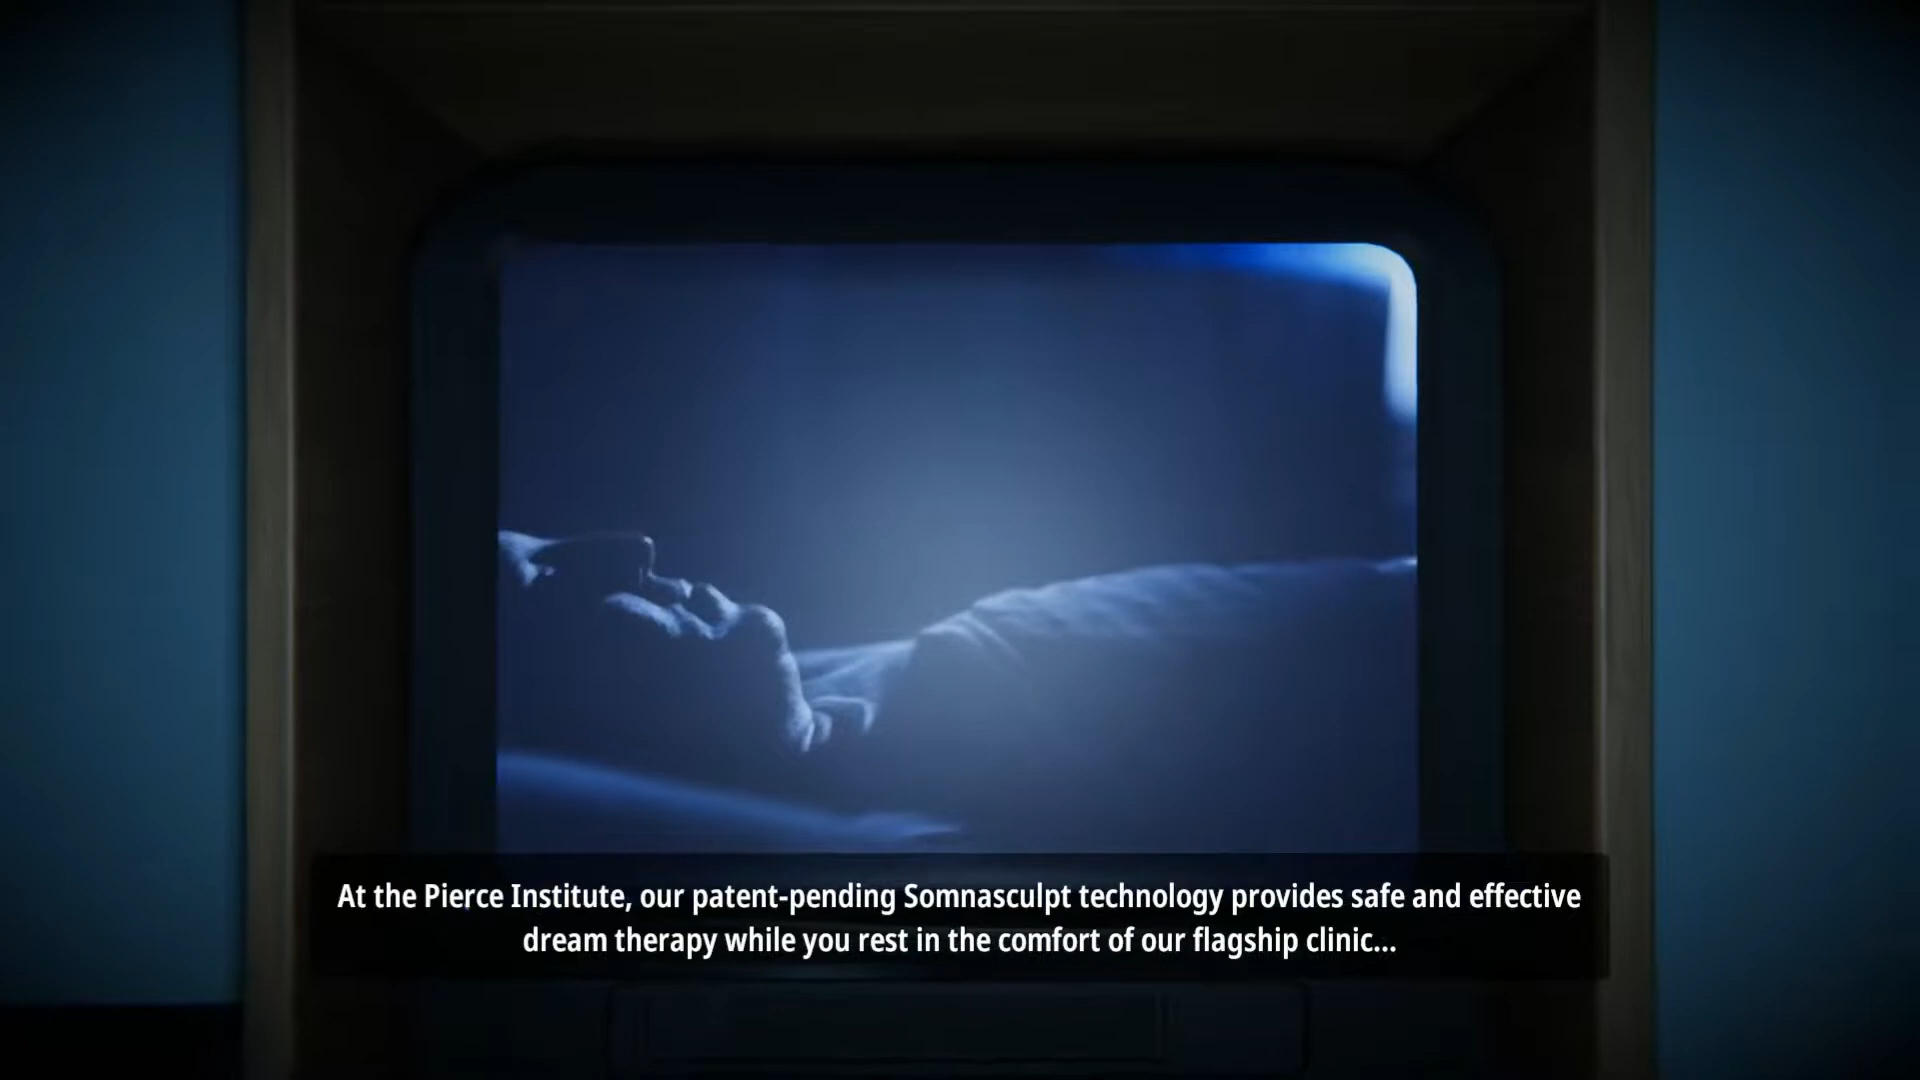 At the Pierce Institute, our patent-pending Somnasculpt technology provides safe and effective
dream therapy while you rest in the comfort of our flagship clinic...